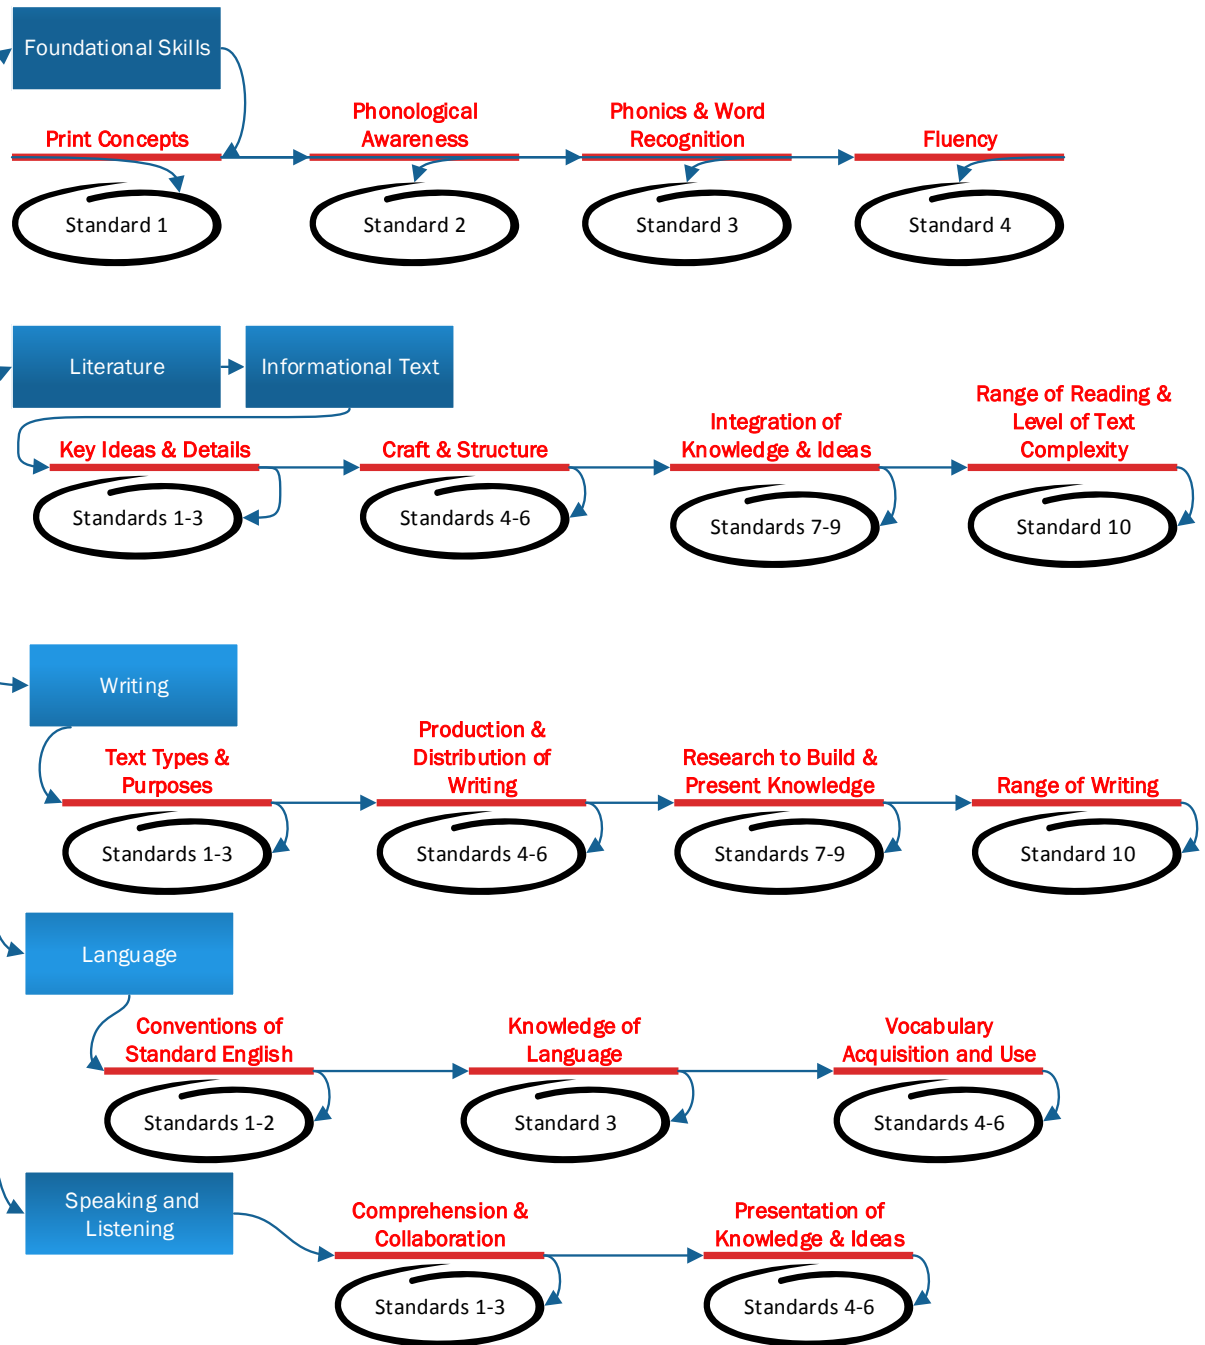 Foundational Skills
Print Concepts
Phonological
Awareness
Phonics & Word
Recognition
Fluency
Standard 1
Standard 2
Standard 3
Standard 4
Literature
Informational Text
Key Ideas & Details
Craft & Structure
Integration of
Knowledge & Ideas
Range of Reading &
Level of Text
Complexity
Standards 1-3
Standards 4-6
Standards 7-9
Standard 10
Writing
Text Types &
Purposes
Production &
Distribution of
Writing
Research to Build &
Present Knowledge
Range of Writing
Standards 1-3
Standards 4-6
Standards 7-9
Standard 10
Language
Conventions of
Standard English
Knowledge of
Language
Vocabulary
Acquisition and Use
Standards 1-2
Standard 3
Standards 4-6
Speaking and
Listening
Comprehension &
Collaboration
Presentation of
Knowledge & Ideas
Standards 1-3
Standards 4-6